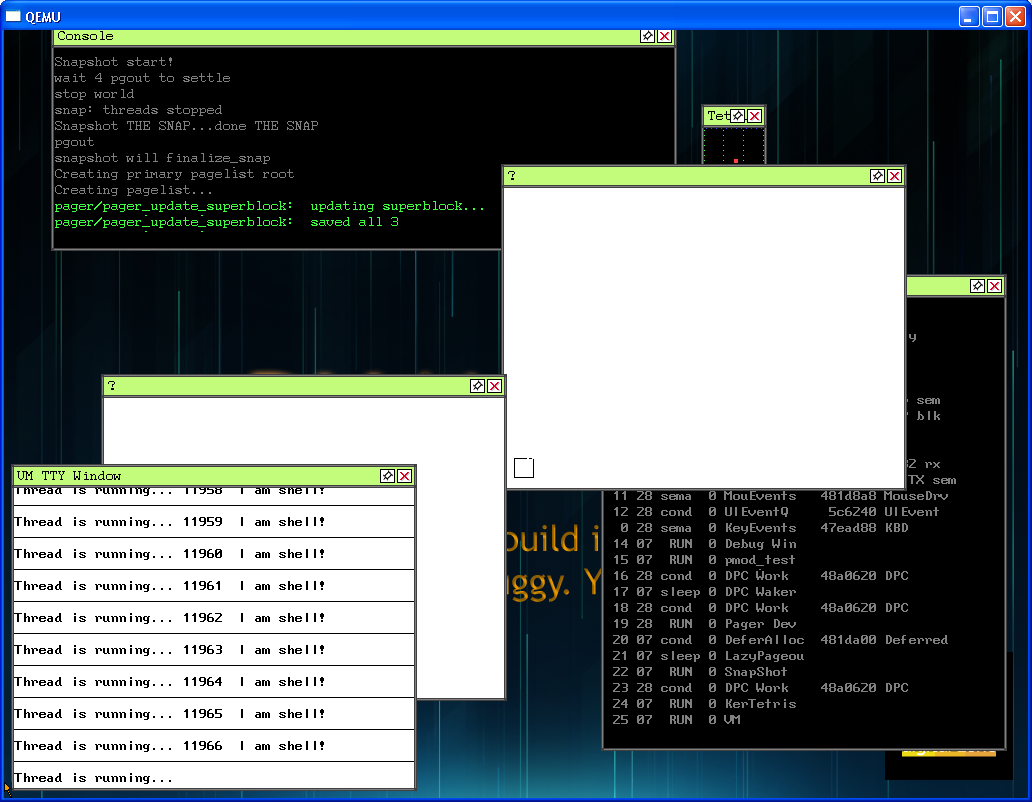 QEMU
Console
Snapshot start!
wait 4 pgout to settle
stop world
snap: threads stopped
Snapshot THE SNAP...done THE SNAP
pgout
snapshot will finalize_snap
Creating primary pagelist root
Creating pagelist...
pager/pager_update_superblock:  updating superblock...
pager/pager_update_superblock:  saved all 3
Tet
?
y
sem
blk
32 rx
TX sem
11 28 sema  0 MouEvents   481d8a8 MouseDrv
12 28 cond  0 UIEventQ     5c6240 UIEvent
0 28 sema  0 KeyEvents   47ead88 KBD
14 07  RUN  0 Debug Win
15 07  RUN  0 pmod_test
16 28 cond  0 DPC Work    48a0620 DPC
17 07 sleep 0 DPC Waker
18 28 cond  0 DPC Work    48a0620 DPC
19 28  RUN  0 Pager Dev
20 07 cond  0 DeferAlloc  481da00 Deferred
21 07 sleep 0 LazyPageou
22 07  RUN  0 SnapShot
23 28 cond  0 DPC Work    48a0620 DPC
24 07  RUN  0 KerTetris
25 07  RUN  0 VM
?
UM TTY Window
Thread is running... 11958  I am shell!
Thread is running... 11959  I am shell!
Thread is running... 11960  I am shell!
Thread is running... 11961  I am shell!
Thread is running... 11962  I am shell!
Thread is running... 11963  I am shell!
Thread is running... 11964  I am shell!
Thread is running... 11965  I am shell!
Thread is running... 11966  I am shell!
Thread is running...
build i
ggy. Y